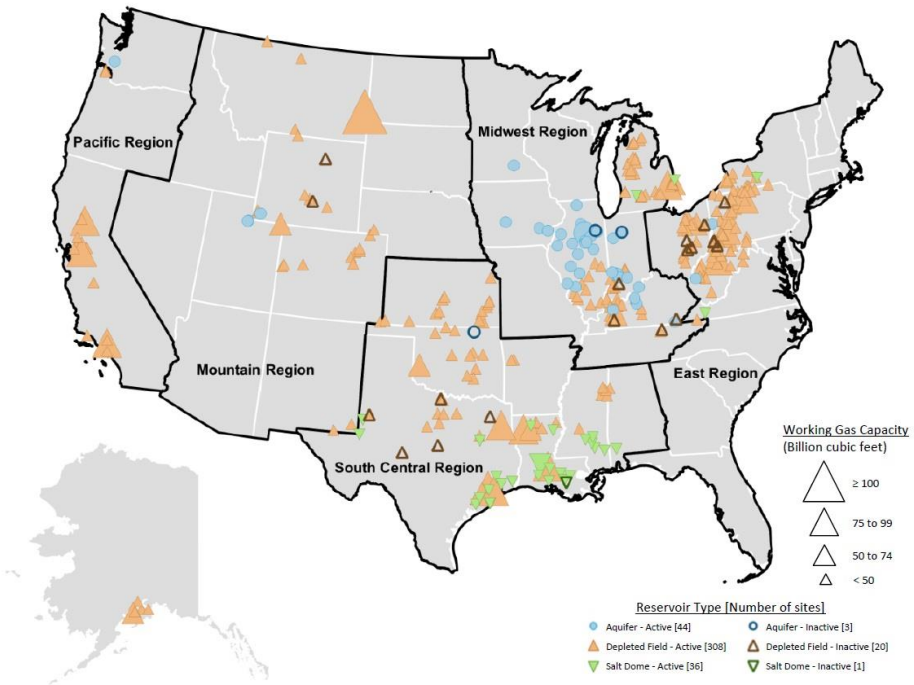 Pacific Region
Midwest Region
Mountain Region
East Region
South Central Region
Working Gas Capacity
(Billion cubic feet)
≥ 100
75 to 99
50 to 74
< 50
Reservoir Type [Number of sites]
Aquifer - Active [44]
Aquifer - Inactive [3]
Depleted Field - Active [308]
Depleted Field - Inactive [20]
Salt Dome - Active [36]
Salt Dome - Inactive [1]